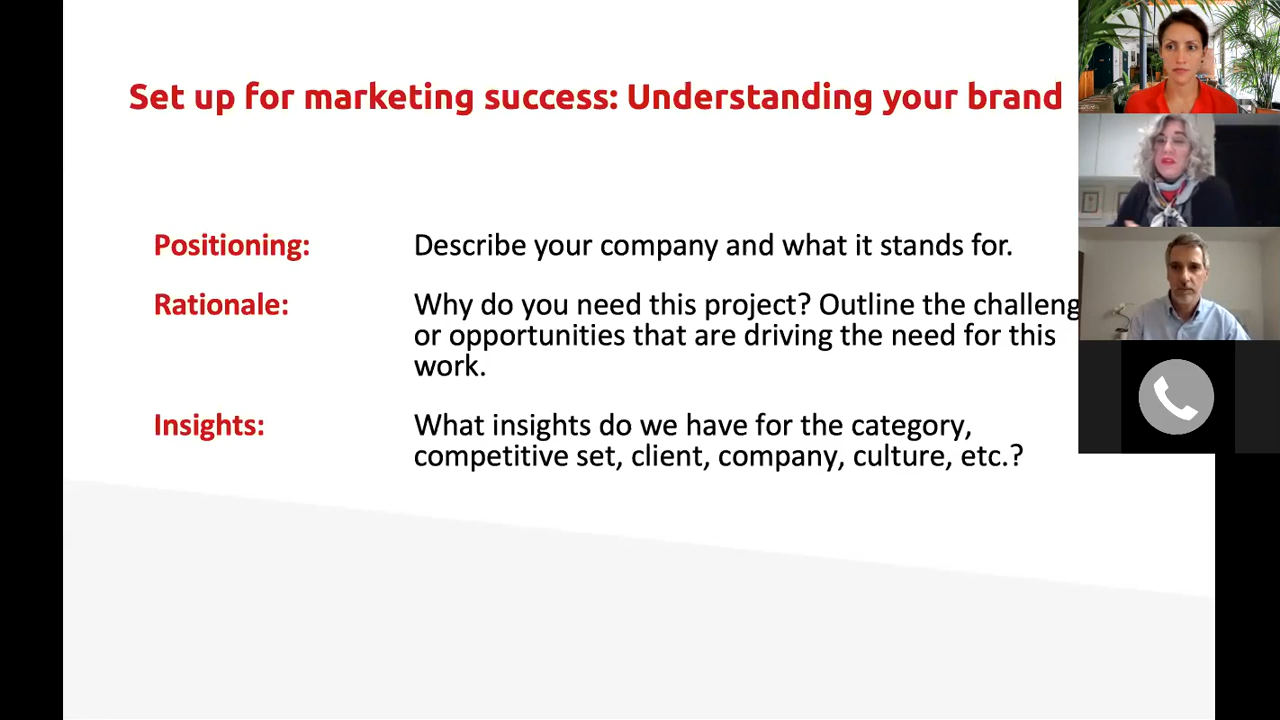 Set up for marketing success: Understanding your brand
Positioning: Describe your company and what it stands for.
Rationale: Why do you need this project? Outline the challeng
or opportunities that are driving the need for this
work.
Insights: What insights do we have for the category,
competitive set, client, company, culture, etc.?